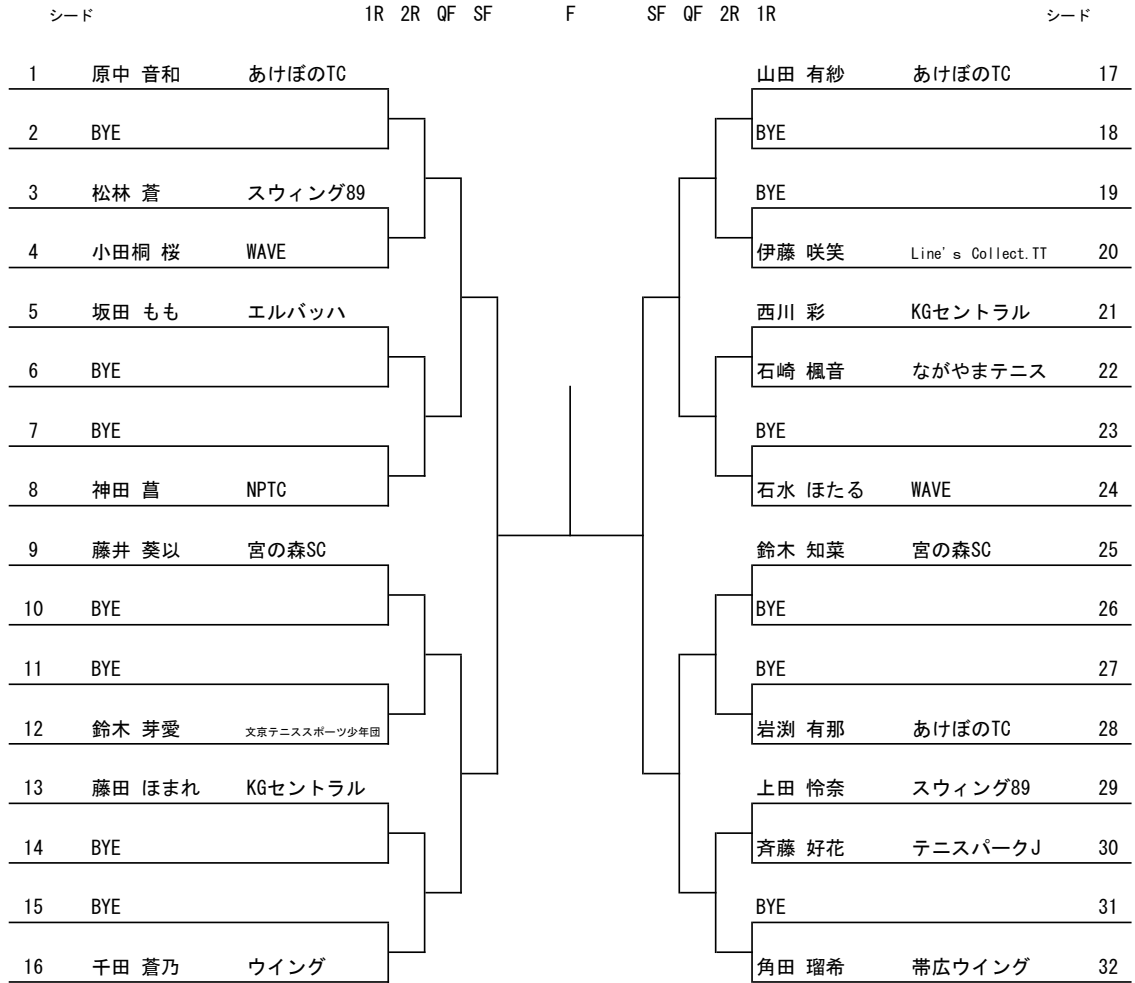 シード 1R 2R QF SF F SF QF 2R 1R シード
1 原中 音和 あけぼのTC 山田 有紗 あけぼのTC 17
2 BYE BYE 18
3 松林 蒼 スウィング89 BYE 19
4 小田桐 桜 WAVE 伊藤 咲笑 Line's Collect.TT 20
5 坂田 もも エルバッハ 西川 彩 KGセントラル 21
6 BYE 石崎 楓音 ながやまテニス 22
7 BYE BYE 23
8 神田 菖 NPTC 石水 ほたる WAVE 24
9 藤井 葵以 宮の森SC 鈴木 知菜 宮の森SC 25
10 BYE BYE 26
11 BYE BYE 27
12 鈴木 芽愛 文京テニススポーツ少年団 岩渕 有那 あけぼのTC 28
13 藤田 ほまれ KGセントラル 上田 怜奈 スウィング89 29
14 BYE 斉藤 好花 テニスパークJ 30
15 BYE BYE 31
16 千田 蒼乃 ウイング 角田 瑠希 帯広ウイング 32